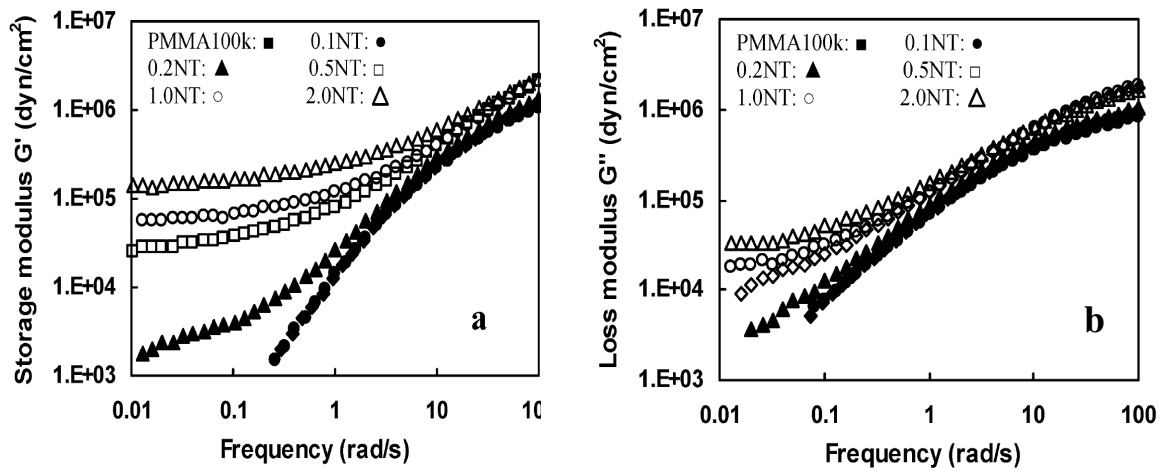 Storage modulus G' (dyn/cm2)
1.E+07
1.E+06
1.E+05
1.E+04
1.E+03
PMMA100k: ■ 0.1NT: ●
0.2NT: ▲ 0.5NT: □
1.0NT: ○ 2.0NT: △
a
0.01 0.1 1 10 10
Frequency (rad/s)
Loss modulus G" (dyn/cm2)
1.E+07
1.E+06
1.E+05
1.E+04
1.E+03
PMMA100k: ■ 0.1NT: ●
0.2NT: ▲ 0.5NT: □
1.0NT: ○ 2.0NT: △
b
0.01 0.1 1 10 100
Frequency (rad/s)